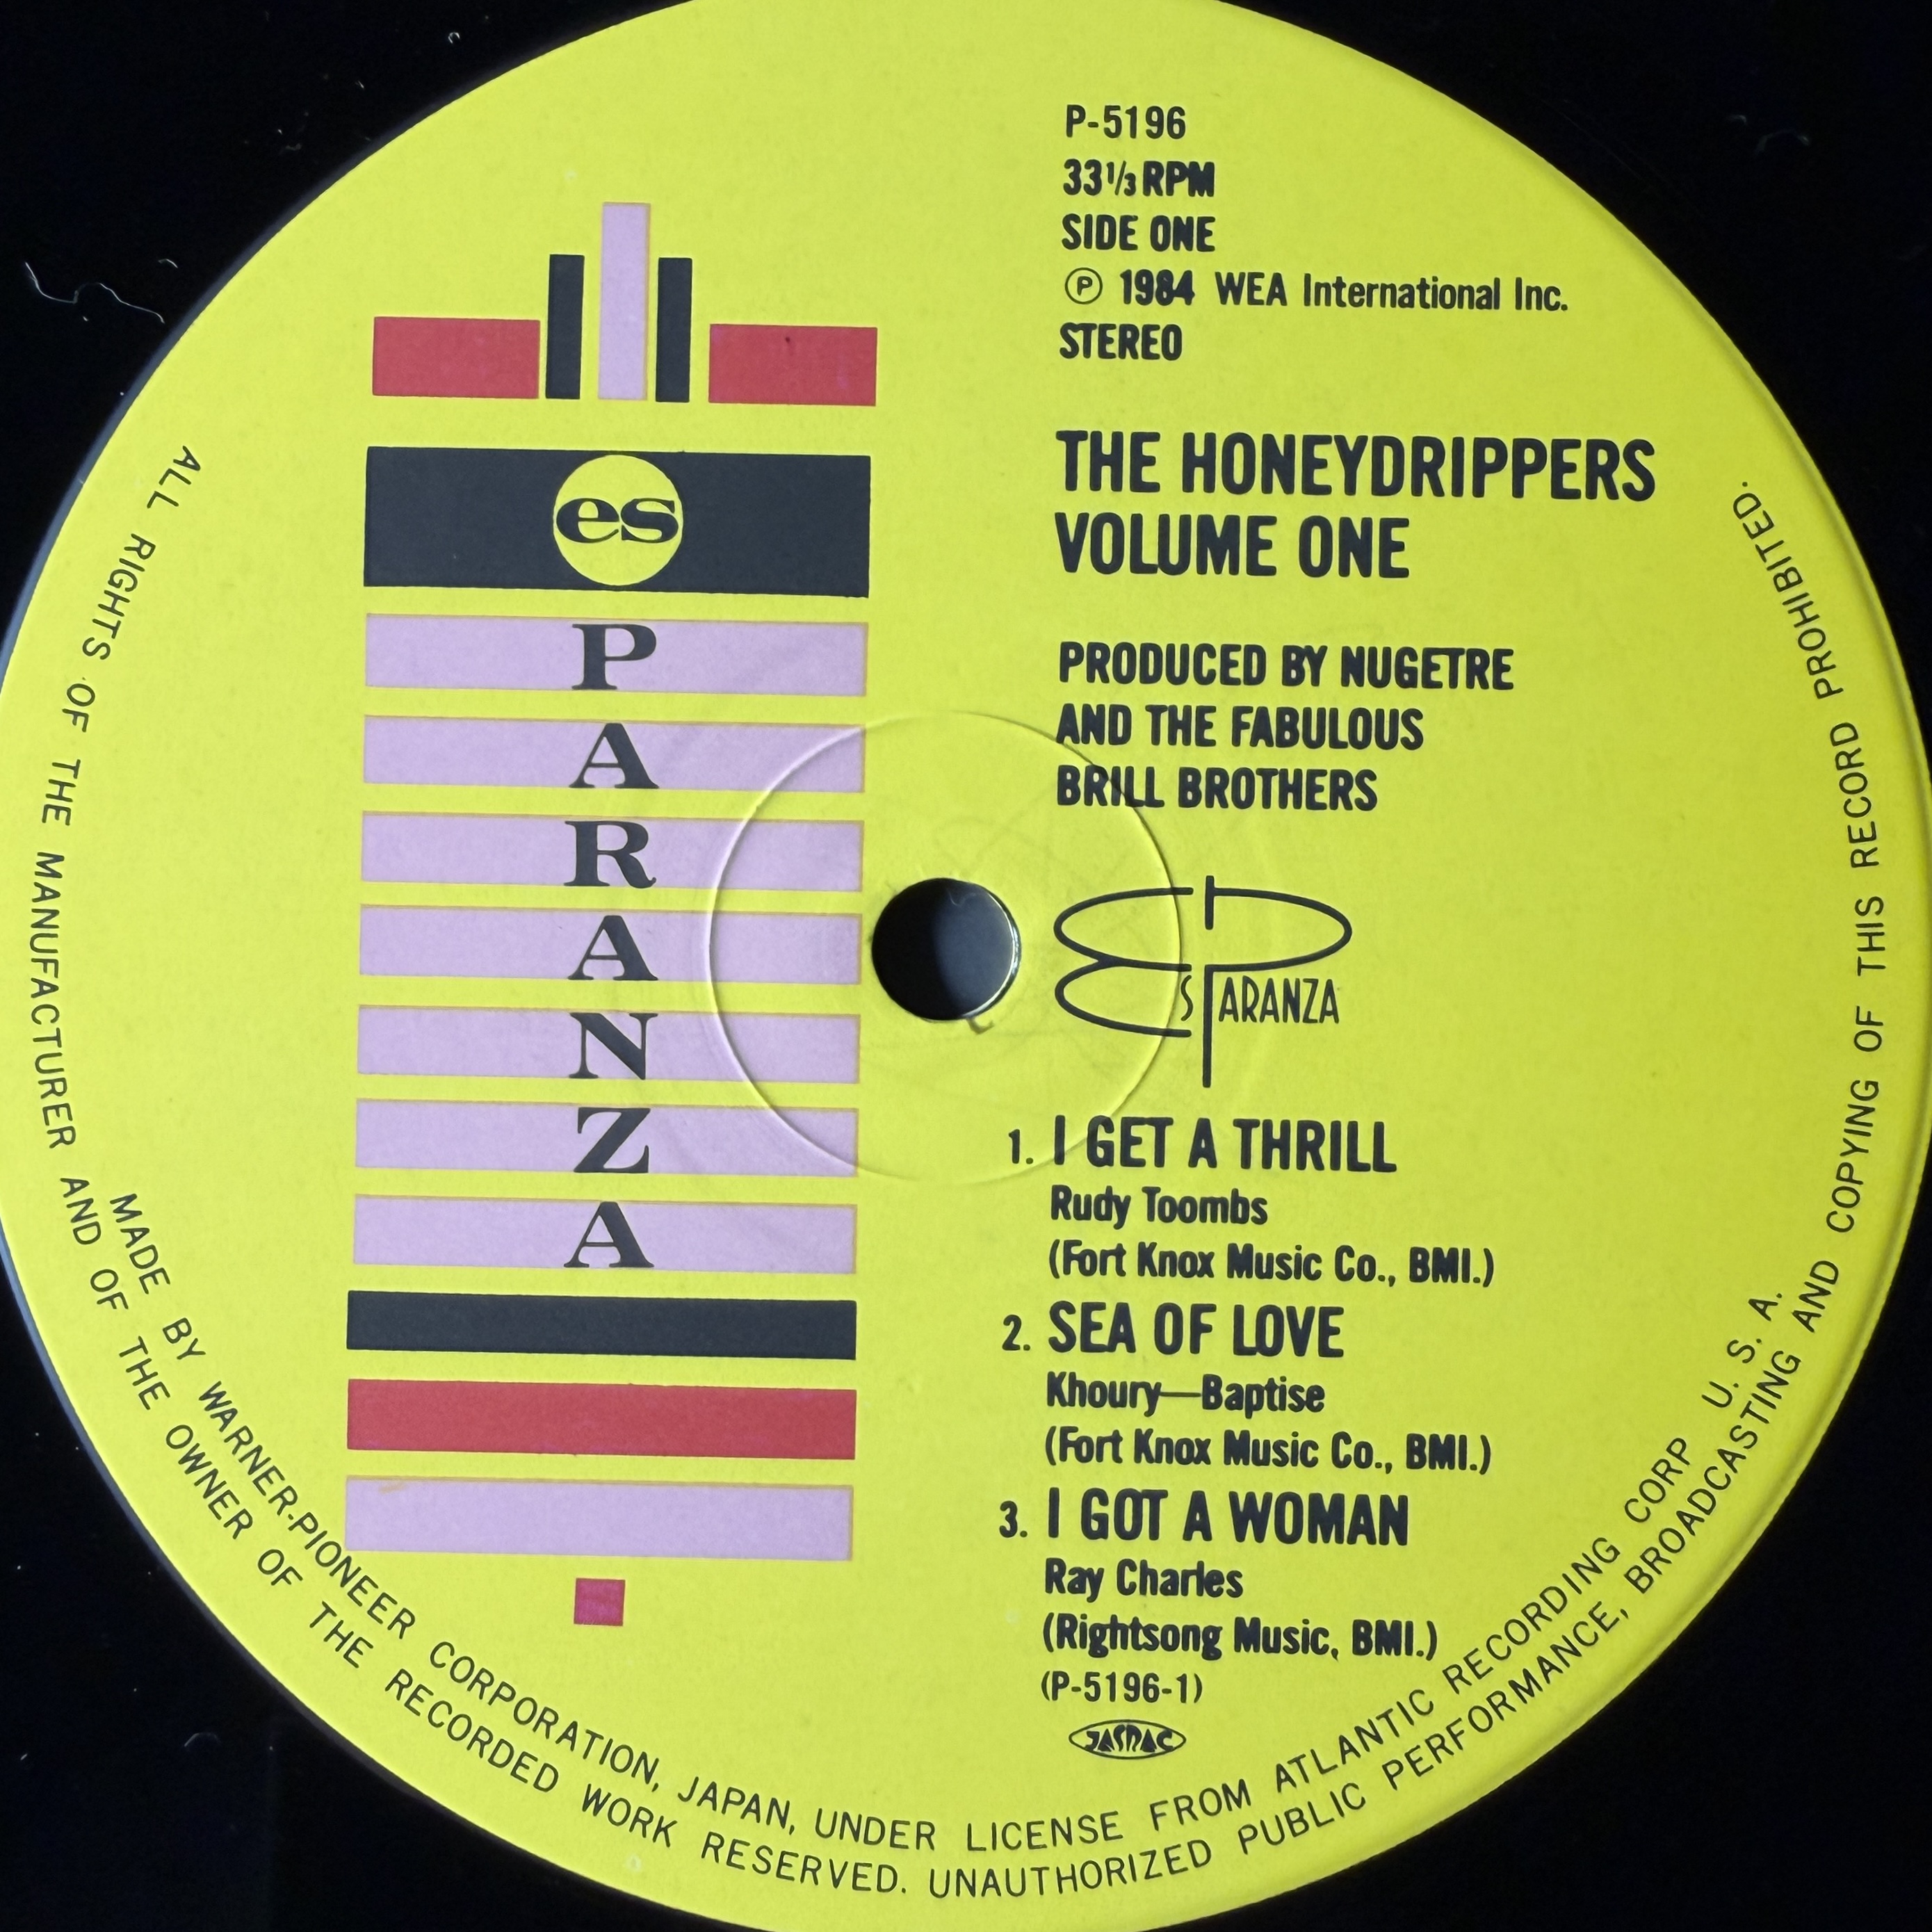 P-5196
33⅓ RPM
SIDE ONE
Ⓟ 1984 WEA International Inc.
STEREO
THE HONEYDRIPPERS
VOLUME ONE
PRODUCED BY NUGETRE
AND THE FABULOUS
BRILL BROTHERS
ES PARANZA
1. I GET A THRILL
Rudy Toombs
(Fort Knox Music Co., BMI.)
2. SEA OF LOVE
Khoury—Baptise
(Fort Knox Music Co., BMI.)
3. I GOT A WOMAN
Ray Charles
(Rightsong Music, BMI.)
(P-5196-1)
JASRAC
es
P
A
R
A
N
Z
A
MADE BY WARNER-PIONEER CORPORATION, JAPAN, UNDER LICENSE FROM ATLANTIC RECORDING CORP U. S. A.
ALL RIGHTS OF THE MANUFACTURER AND OF THE OWNER OF THE RECORDED WORK RESERVED. UNAUTHORIZED PUBLIC PERFORMANCE, BROADCASTING AND COPYING OF THIS RECORD PROHIBITED.